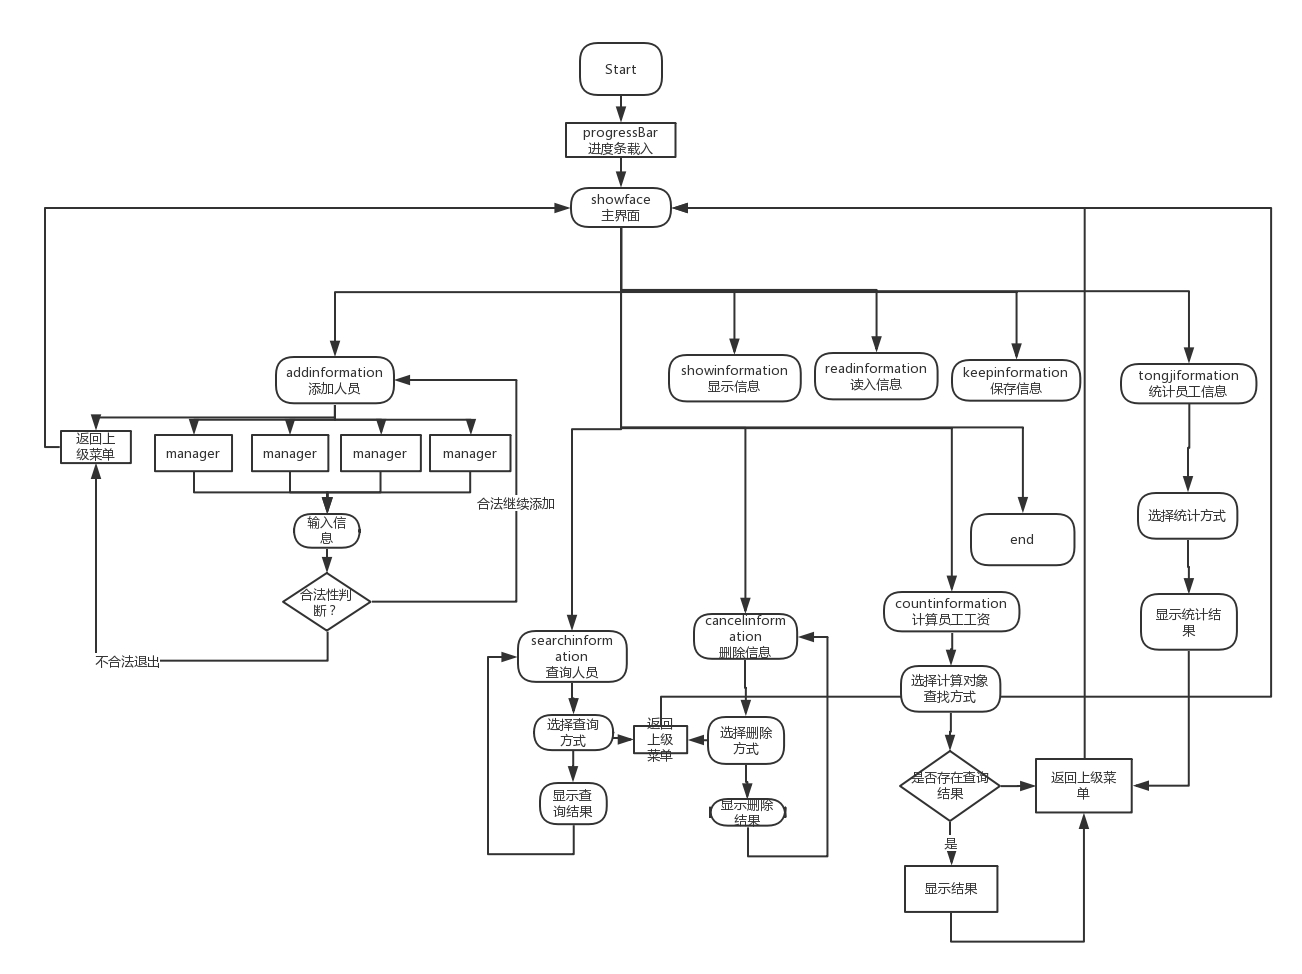 Start
progressBar
进度条载入
showface
主界面
addinformation
添加人员
showinformation
显示信息
readinformation
读入信息
keepinformation
保存信息
tongjiformation
统计员工信息
返回上
级菜单
manager
manager
manager
manager
合法继续添加
输入信
息
选择统计方式
end
合法性判
断？
countinformation
计算员工工资
显示统计结
果
不合法退出
searchinform
ation
查询人员
cancelinform
ation
删除信息
选择计算对象
查找方式
选择查询
方式
返回
上级
菜单
选择删除
方式
是否存在查询
结果
返回上级菜
单
显示查
询结果
显示删除
结果
是
显示结果